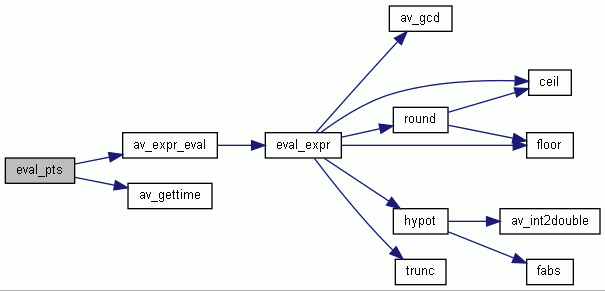 av_gcd
ceil
round
av_expr_eval
eval_expr
floor
eval_pts
av_gettime
hypot
av_int2double
trunc
fabs